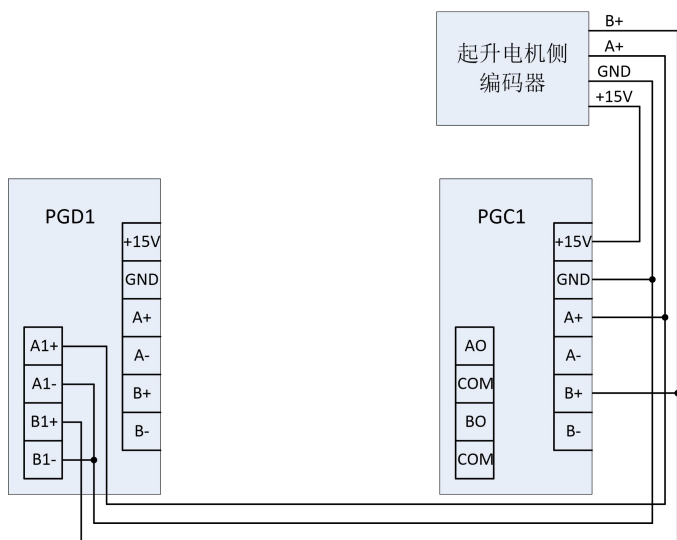 B+
A+
GND
+15V
起升电机侧
编码器
PGD1
+15V
GND
A+
A-
B+
B-
A1+
A1-
B1+
B1-
PGC1
+15V
GND
A+
A-
B+
B-
AO
COM
BO
COM